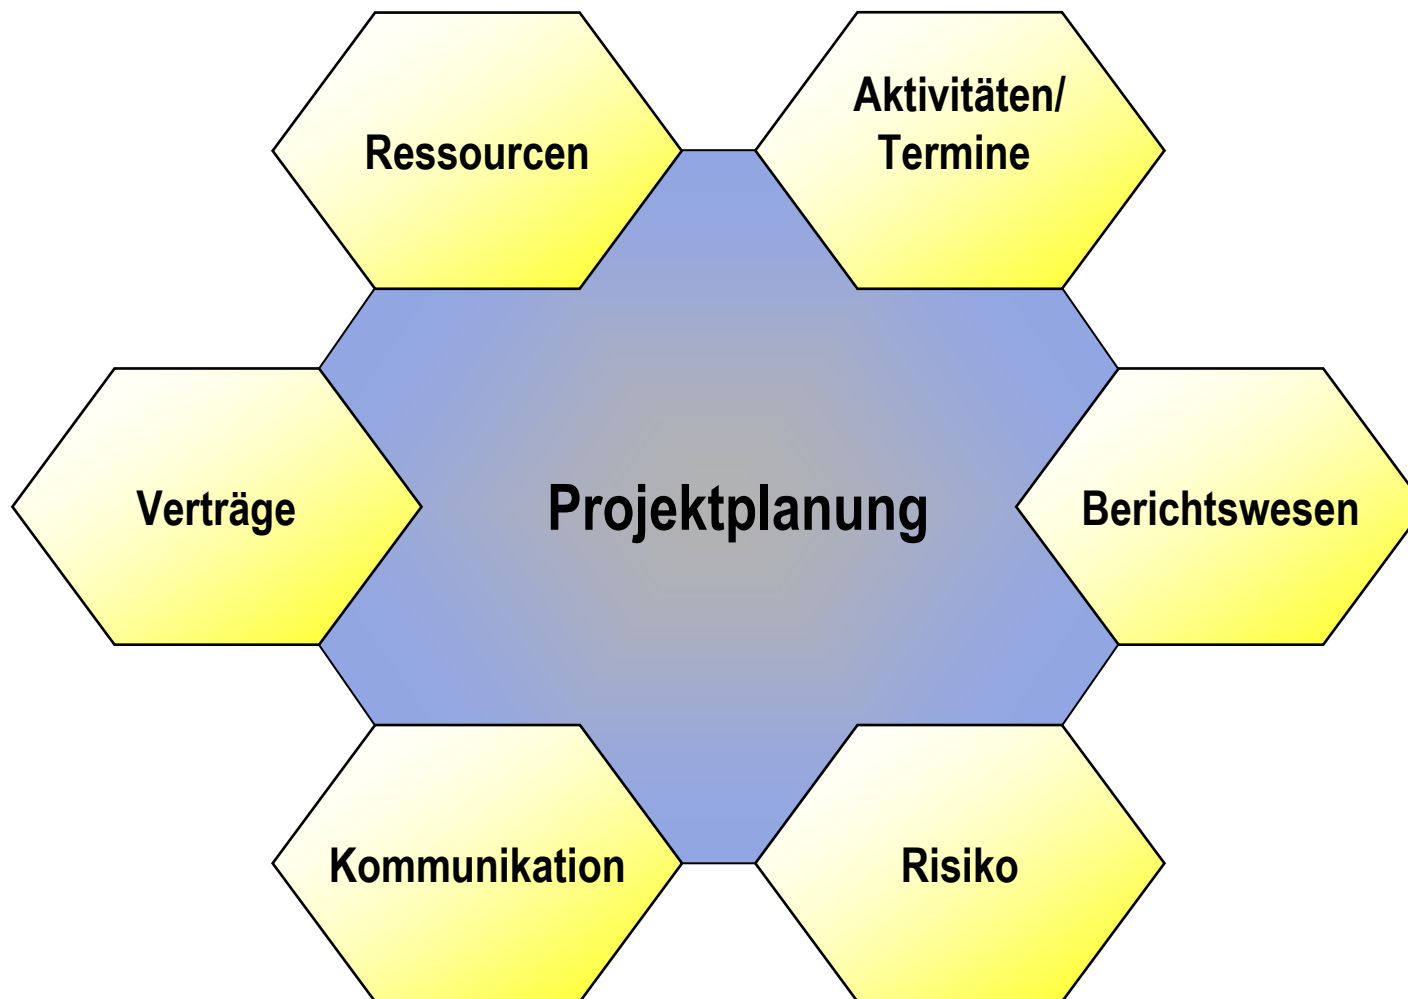 Ressourcen
Aktivitäten/
Termine
Verträge
Projektplanung
Berichtswesen
Kommunikation
Risiko